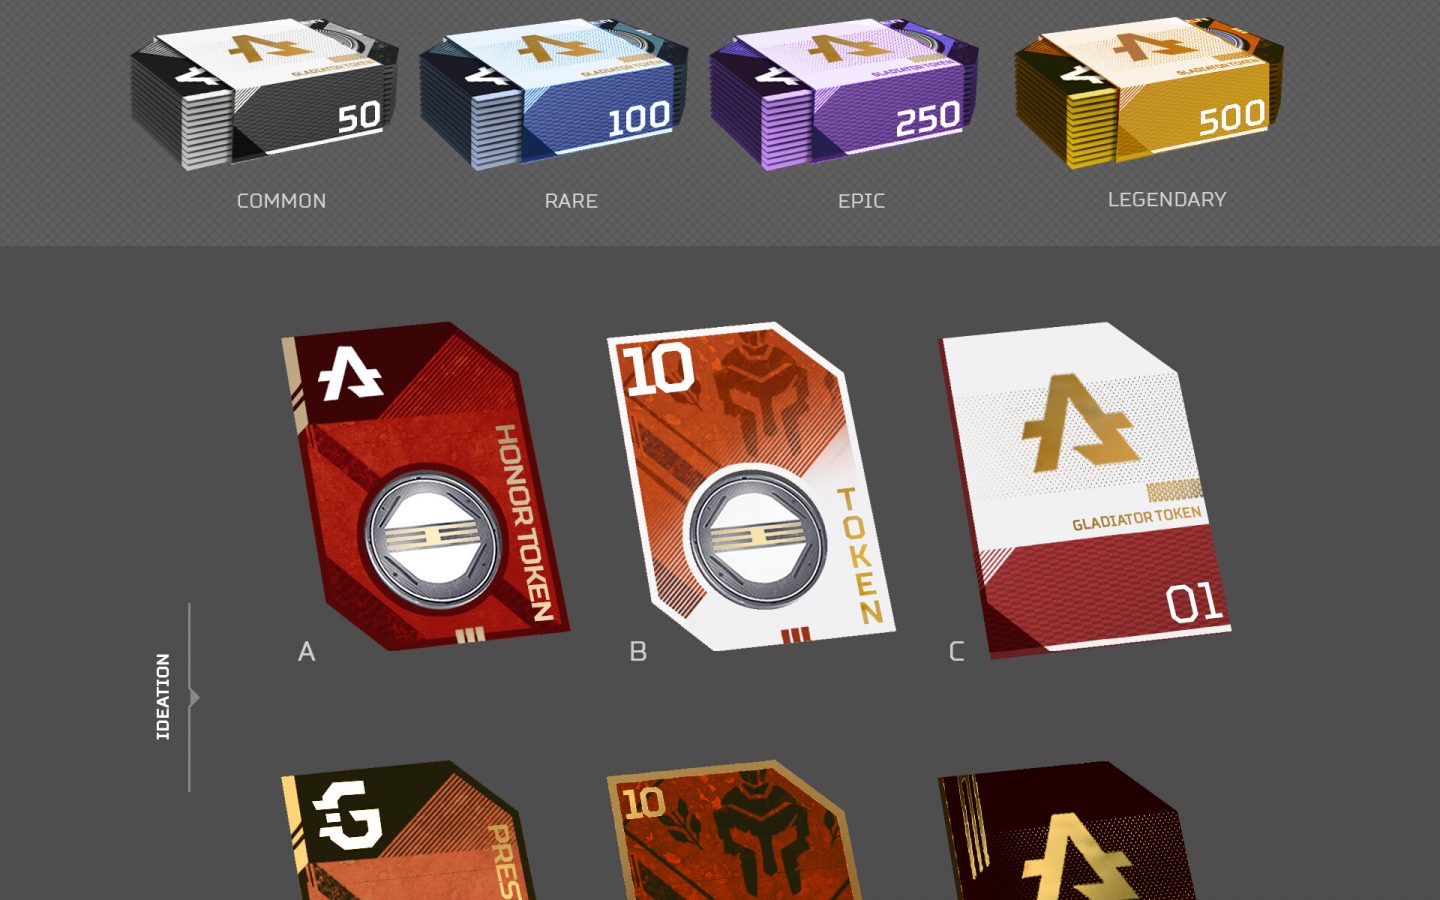 GLADIATOR TOKEN
50
COMMON
GLADIATOR TOKEN
100
RARE
GLADIATOR TOKEN
250
EPIC
GLADIATOR TOKEN
500
LEGENDARY
IDEATION
A
HONOR TOKEN
A
10
TOKEN
B
A
GLADIATOR TOKEN
01
C
G
PRES
10
A